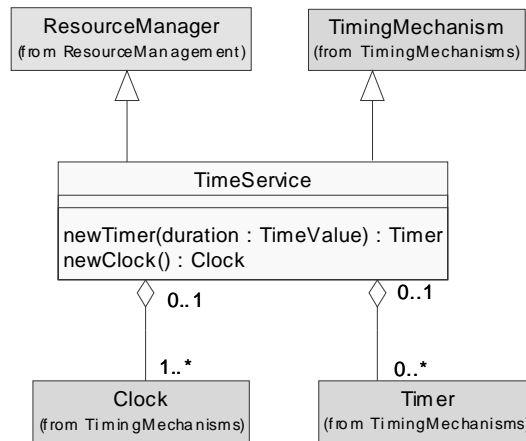 ResourceManager
(from ResourceManagement)
TimingMechanism
(from TimingMechanisms)
TimeService
newTimer(duration : TimeValue) : Timer
newClock() : Clock
0..1
0..1
1..*
0..*
Clock
(from TimingMechanisms)
Timer
(from TimingMechanisms)